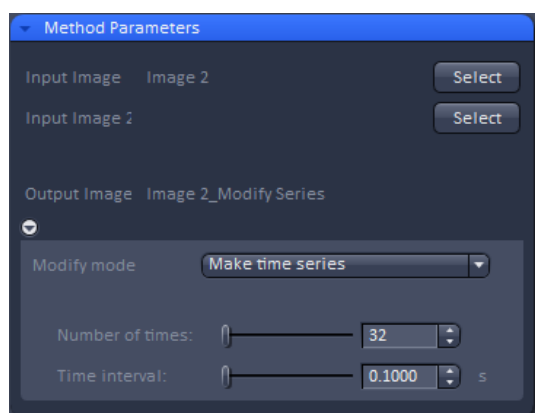 Method Parameters
Input Image Image 2 Select
Input Image 2 Select
Output Image Image 2_Modify Series
Modify mode Make time series
Number of times: 32
Time interval: 0.1000 s